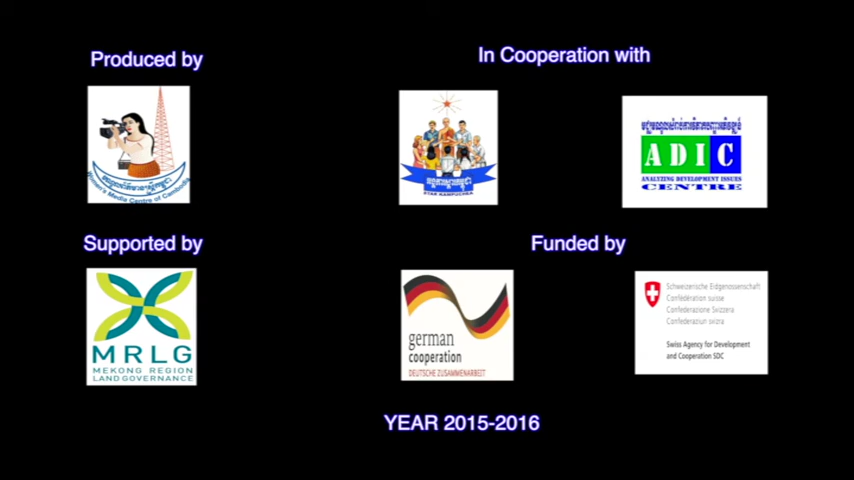 Produced by
In Cooperation with
Women's Media Centre of Cambodia
STAR KAMPUCHEA
ADIC
ANALYZING DEVELOPMENT ISSUES
CENTRE
Supported by
Funded by
MRLG
MEKONG REGION
LAND GOVERNANCE
german
cooperation
DEUTSCHE ZUSAMMENARBEIT
Schweizerische Eidgenossenschaft
Confédération suisse
Confederazione Svizzera
Confederaziun svizra
Swiss Agency for Development
and Cooperation SDC
YEAR 2015-2016